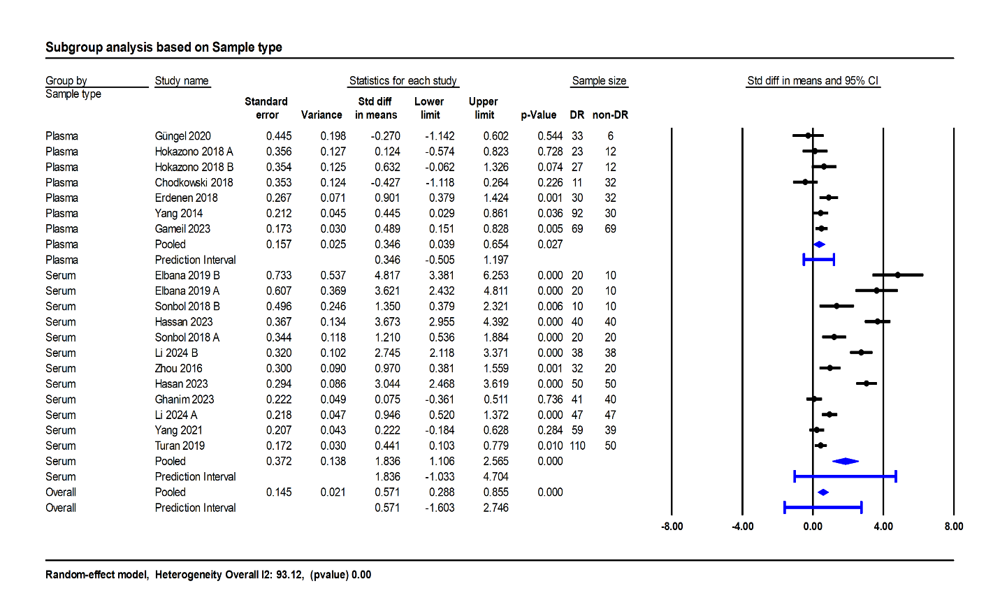 Subgroup analysis based on Sample type
Group by Study name Statistics for each study Sample size Std diff in means and 95% CI
Sample type
Standard Std diff Lower Upper
error Variance in means limit limit p-Value DR non-DR
Plasma Güngel 2020 0.445 0.198 -0.270 -1.142 0.602 0.544 33 6
Plasma Hokazono 2018 A 0.356 0.127 0.124 -0.574 0.823 0.728 23 12
Plasma Hokazono 2018 B 0.354 0.125 0.632 -0.062 1.326 0.074 27 12
Plasma Chodkowski 2018 0.353 0.124 -0.427 -1.118 0.264 0.226 11 32
Plasma Erdenen 2018 0.267 0.071 0.901 0.379 1.424 0.001 30 32
Plasma Yang 2014 0.212 0.045 0.445 0.029 0.861 0.036 92 30
Plasma Gameil 2023 0.173 0.030 0.489 0.151 0.828 0.005 69 69
Plasma Pooled 0.157 0.025 0.346 0.039 0.654 0.027
Plasma Prediction Interval 0.346 -0.505 1.197
Serum Elbana 2019 B 0.733 0.537 4.817 3.381 6.253 0.000 20 10
Serum Elbana 2019 A 0.607 0.369 3.621 2.432 4.811 0.000 20 10
Serum Sonbol 2018 B 0.496 0.246 1.350 0.379 2.321 0.006 10 10
Serum Hassan 2023 0.367 0.134 3.673 2.955 4.392 0.000 40 40
Serum Sonbol 2018 A 0.344 0.118 1.210 0.536 1.884 0.000 20 20
Serum Li 2024 B 0.320 0.102 2.745 2.118 3.371 0.000 38 38
Serum Zhou 2016 0.300 0.090 0.970 0.381 1.559 0.001 32 20
Serum Hasan 2023 0.294 0.086 3.044 2.468 3.619 0.000 50 50
Serum Ghanim 2023 0.222 0.049 0.075 -0.361 0.511 0.736 41 40
Serum Li 2024 A 0.218 0.047 0.946 0.520 1.372 0.000 47 47
Serum Yang 2021 0.207 0.043 0.222 -0.184 0.628 0.284 59 39
Serum Turan 2019 0.172 0.030 0.441 0.103 0.779 0.010 110 50
Serum Pooled 0.372 0.138 1.836 1.106 2.565 0.000
Serum Prediction Interval 1.836 -1.033 4.704
Overall Pooled 0.145 0.021 0.571 0.288 0.855 0.000
Overall Prediction Interval 0.571 -1.603 2.746
-8.00 -4.00 0.00 4.00 8.00
Random-effect model, Heterogeneity Overall I2: 93.12, (pvalue) 0.00